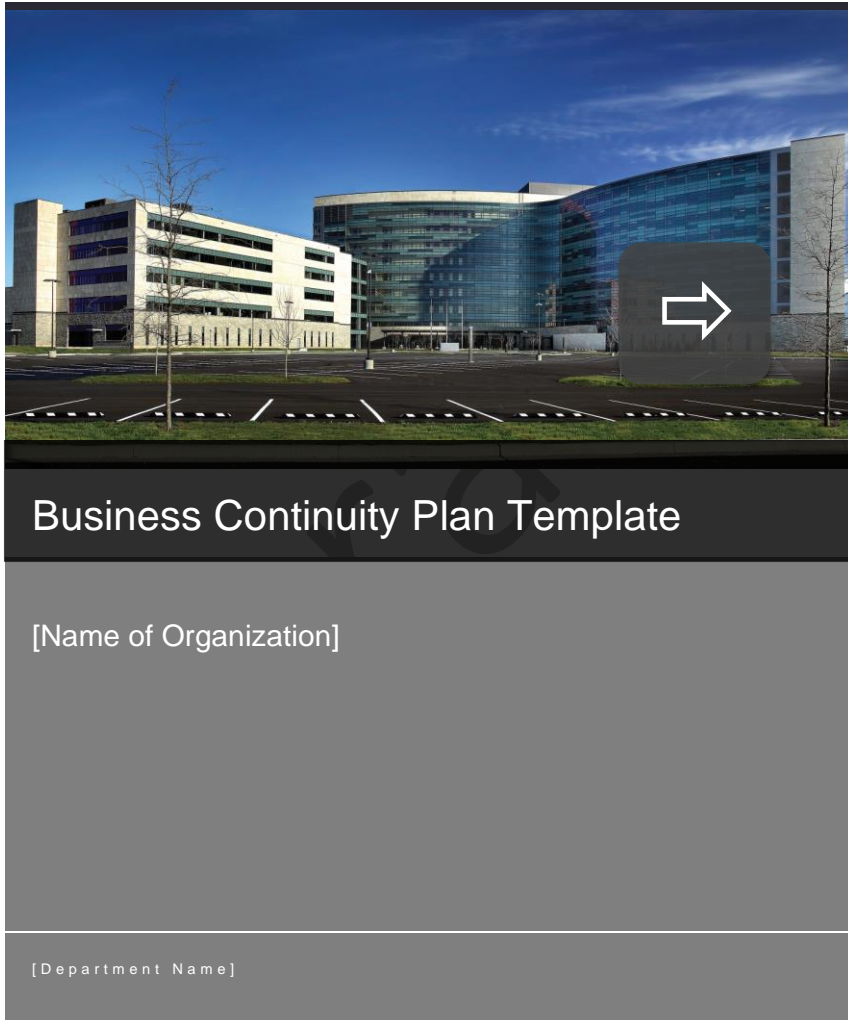 Business Continuity Plan Template
[Name of Organization]
[Department Name]